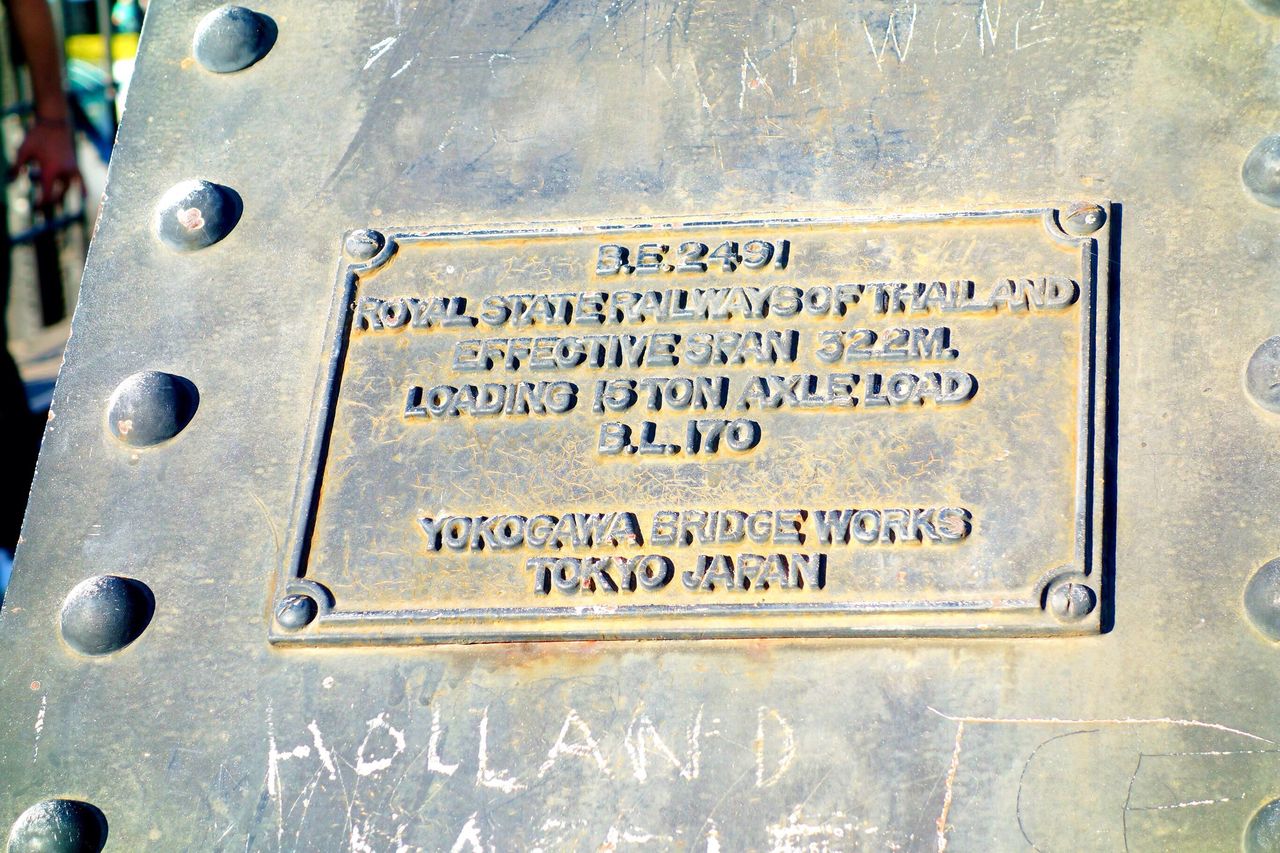 B.E.2491
ROYAL STATE RAILWAYS OF THAILAND
EFFECTIVE SPAN 32.2M.
LOADING 15 TON AXLE LOAD
B.L.170
YOKOGAWA BRIDGE WORKS
TOKYO JAPAN
HOLLAND